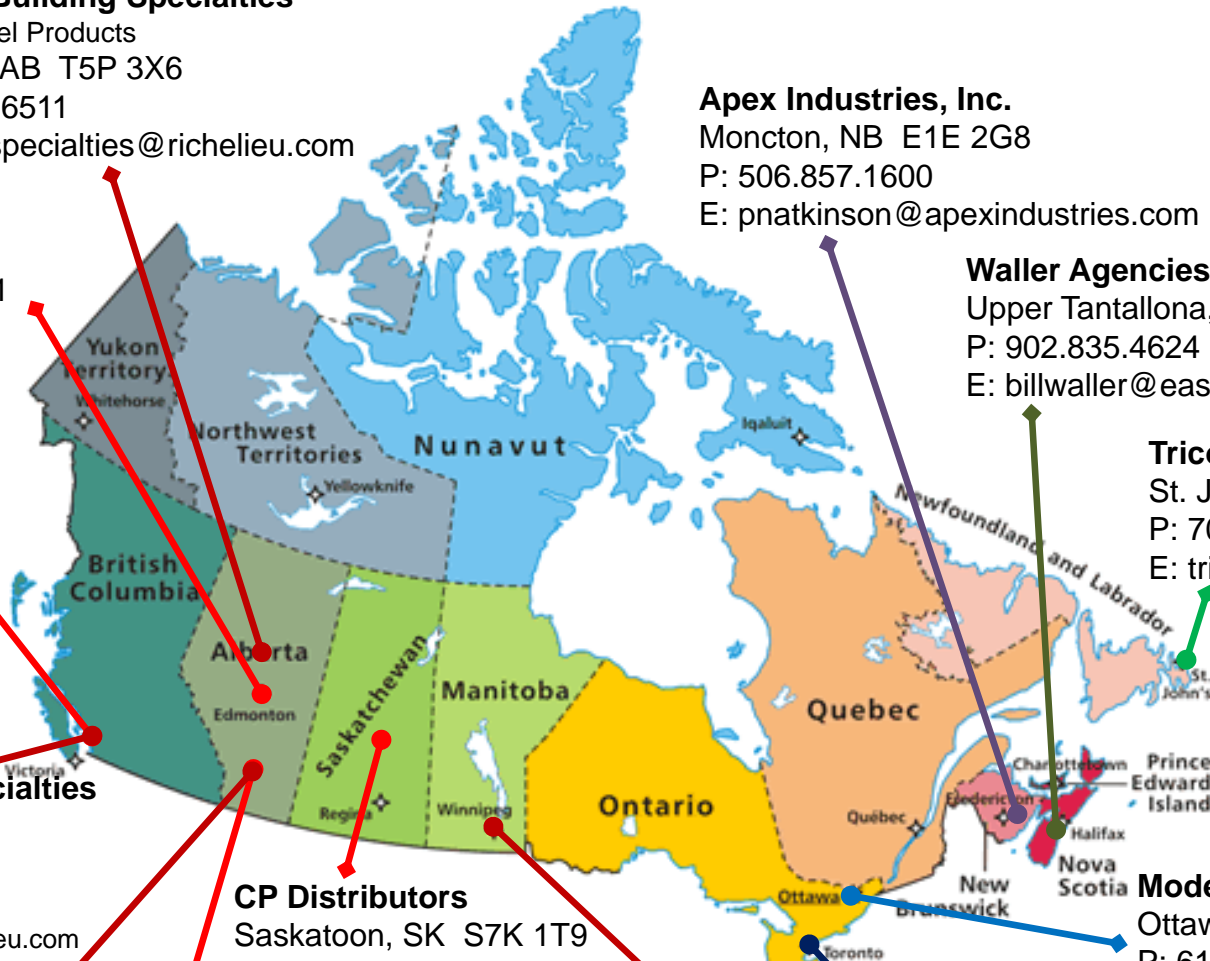 Building Specialties
el Products
AB T5P 3X6
6511
specialties@richelieu.com
Apex Industries, Inc.
Moncton, NB E1E 2G8
P: 506.857.1600
E: pnatkinson@apexindustries.com
Waller Agencies
Upper Tantallona,
P: 902.835.4624
E: billwaller@eas
Trico
St. J
P: 70
E: tri
Yukon
Territory
Whitehorse
Northwest
Territories
Yellowknife
Nunavut
Iqaluit
Newfoundland and Labrador
British
Columbia
Alberta
Edmonton
Saskatchewan
Manitoba
Quebec
St.
John's
Victoria
cialties
Regina
Winnipeg
Ontario
Québec
Charlottetown
Fredericton
Prince
Edward
Island
Halifax
Nova
Scotia
New
Brunswick
CP Distributors
Saskatoon, SK S7K 1T9
eu.com
Ottawa
Toronto
Mode
Ottaw
P: 61